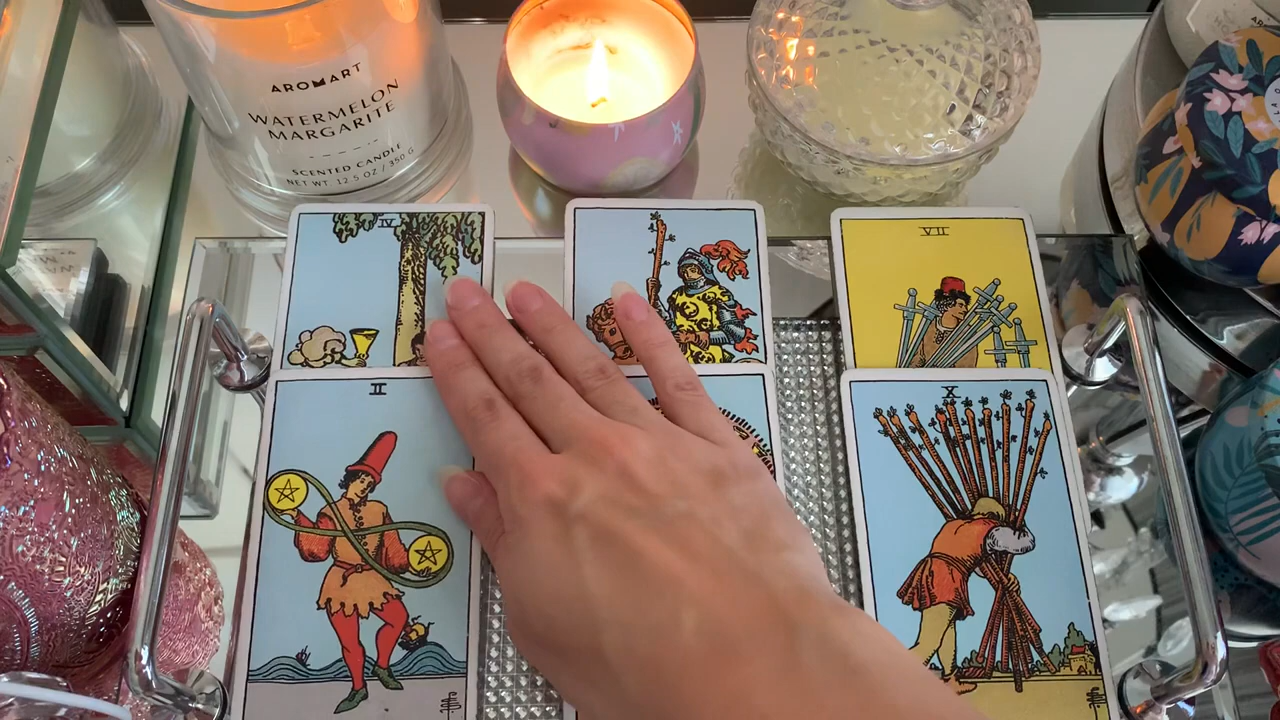 AROMART
WATERMELON
MARGARITE
SCENTED CANDLE
NET WT. 12.5 OZ / 350 G
IV
VII
II
X